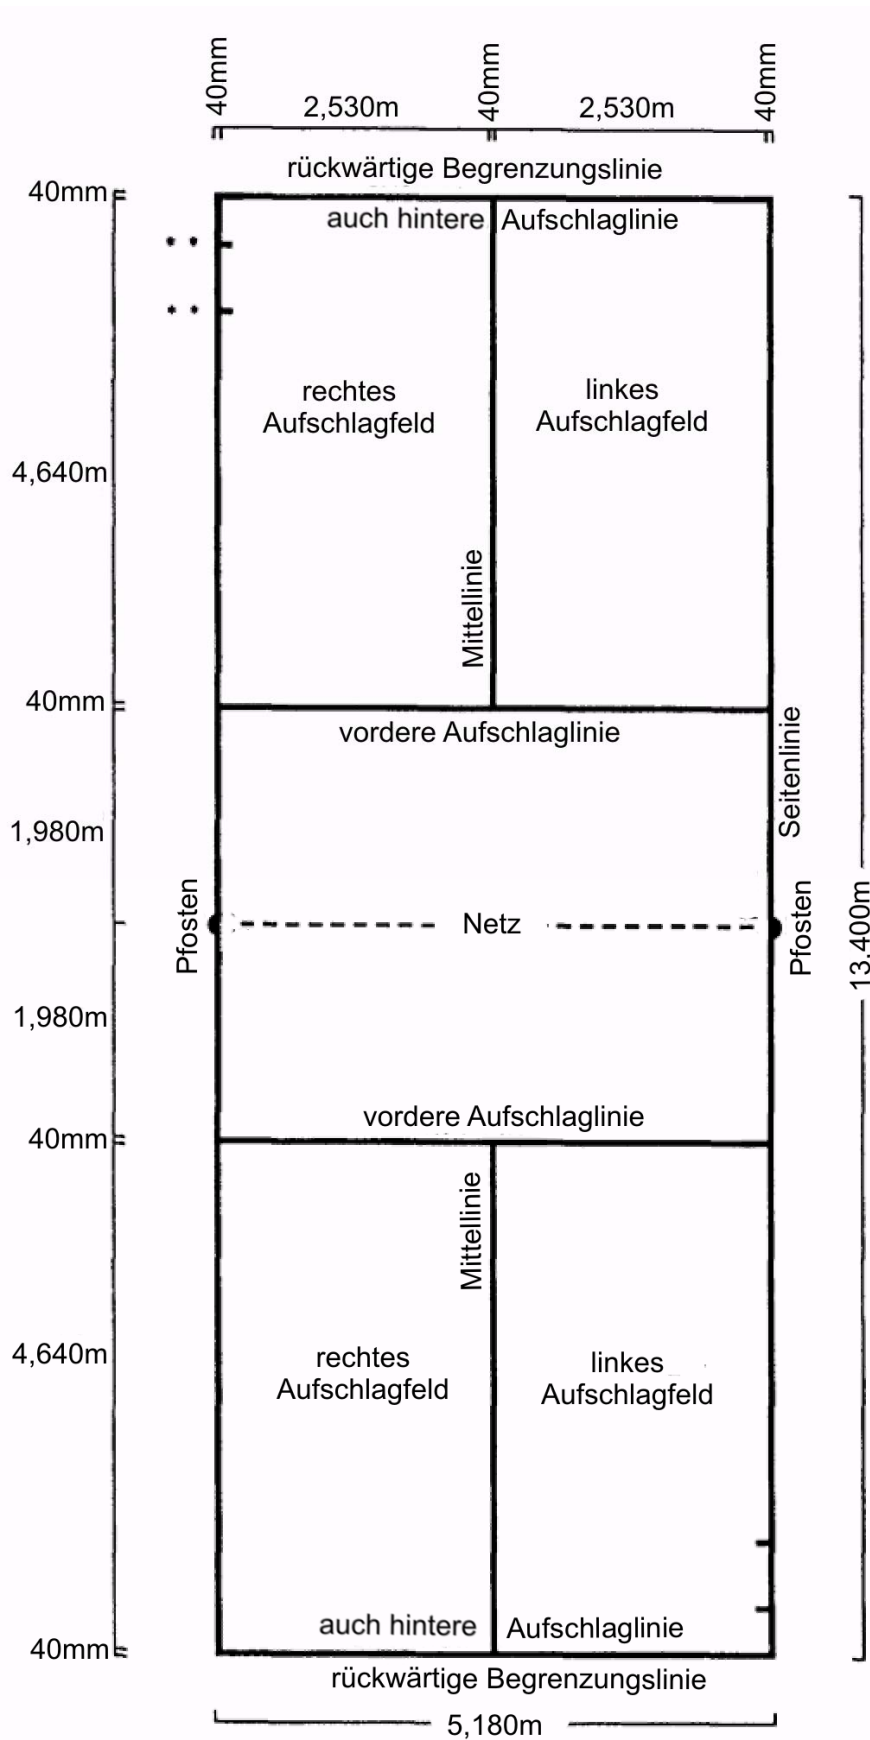 40mm 40mm 40mm
2,530m 2,530m
rückwärtige Begrenzungslinie
40mm
auch hintere Aufschlaglinie
rechtes Aufschlagfeld
linkes Aufschlagfeld
4,640m
Mittellinie
40mm
vordere Aufschlaglinie
Seitenlinie
1,980m
Pfosten
Netz
Pfosten
13,400m
1,980m
vordere Aufschlaglinie
40mm
Mittellinie
4,640m
rechtes Aufschlagfeld
linkes Aufschlagfeld
auch hintere Aufschlaglinie
40mm
rückwärtige Begrenzungslinie
5,180m